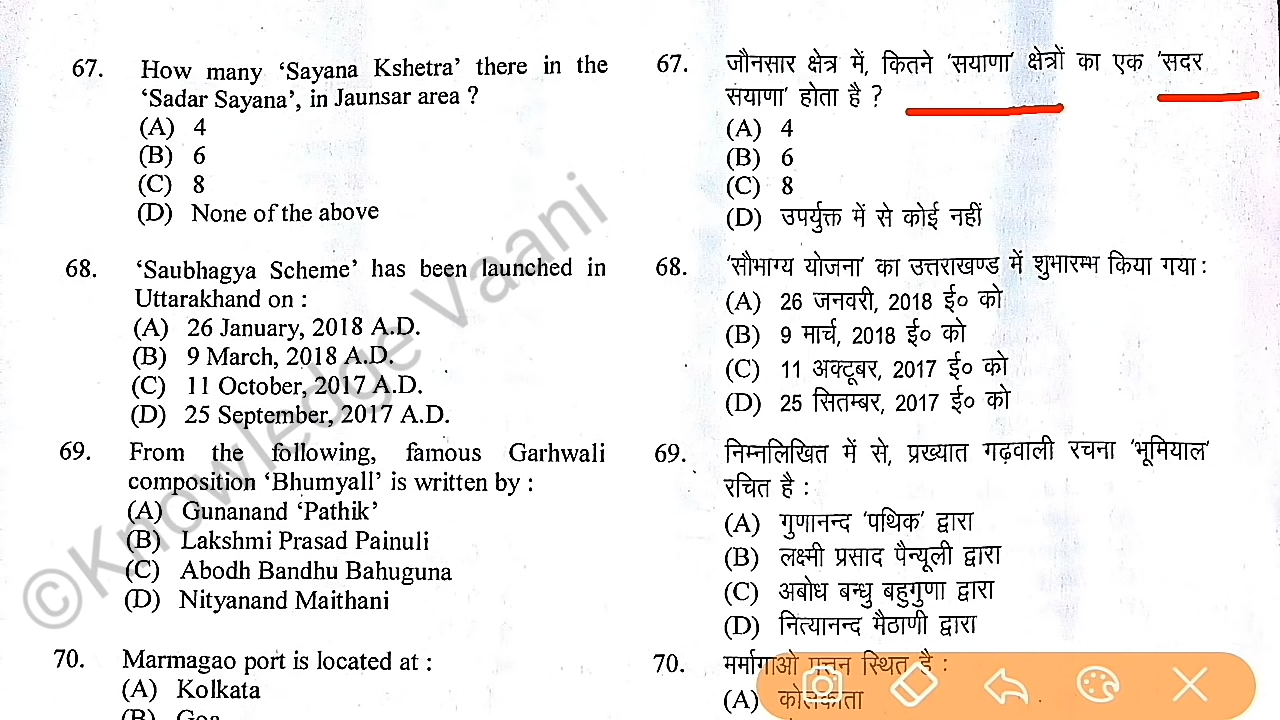 67. How many ‘Sayana Kshetra’ there in the
‘Sadar Sayana’, in Jaunsar area ?
(A) 4
(B) 6
(C) 8
(D) None of the above
68. ‘Saubhagya Scheme’ has been launched in
Uttarakhand on :
(A) 26 January, 2018 A.D.
(B) 9 March, 2018 A.D.
(C) 11 October, 2017 A.D.
(D) 25 September, 2017 A.D.
69. From the following, famous Garhwali
composition ‘Bhumyall’ is written by :
(A) Gunanand ‘Pathik’
(B) Lakshmi Prasad Painuli
(C) Abodh Bandhu Bahuguna
(D) Nityanand Maithani
70. Marmagao port is located at :
(A) Kolkata
(B) Goa
67. जौनसार क्षेत्र में, कितने ‘सयाणा’ क्षेत्रों का एक ‘सदर
सयाणा’ होता है ?
(A) 4
(B) 6
(C) 8
(D) उपर्युक्त में से कोई नहीं
68. ‘सौभाग्य योजना’ का उत्तराखण्ड में शुभारम्भ किया गया :
(A) 26 जनवरी, 2018 ई० को
(B) 9 मार्च, 2018 ई० को
(C) 11 अक्टूबर, 2017 ई० को
(D) 25 सितम्बर, 2017 ई० को
69. निम्नलिखित में से, प्रख्यात गढ़वाली रचना ‘भूमियाल’
रचित है :
(A) गुणानन्द ‘पथिक’ द्वारा
(B) लक्ष्मी प्रसाद पैन्यूली द्वारा
(C) अबोध बन्धु बहुगुणा द्वारा
(D) नित्यानन्द मैठाणी द्वारा
70. मर्मागाओ पत्तन स्थित है :
(A) कोलकाता
©Knowledge Vaani